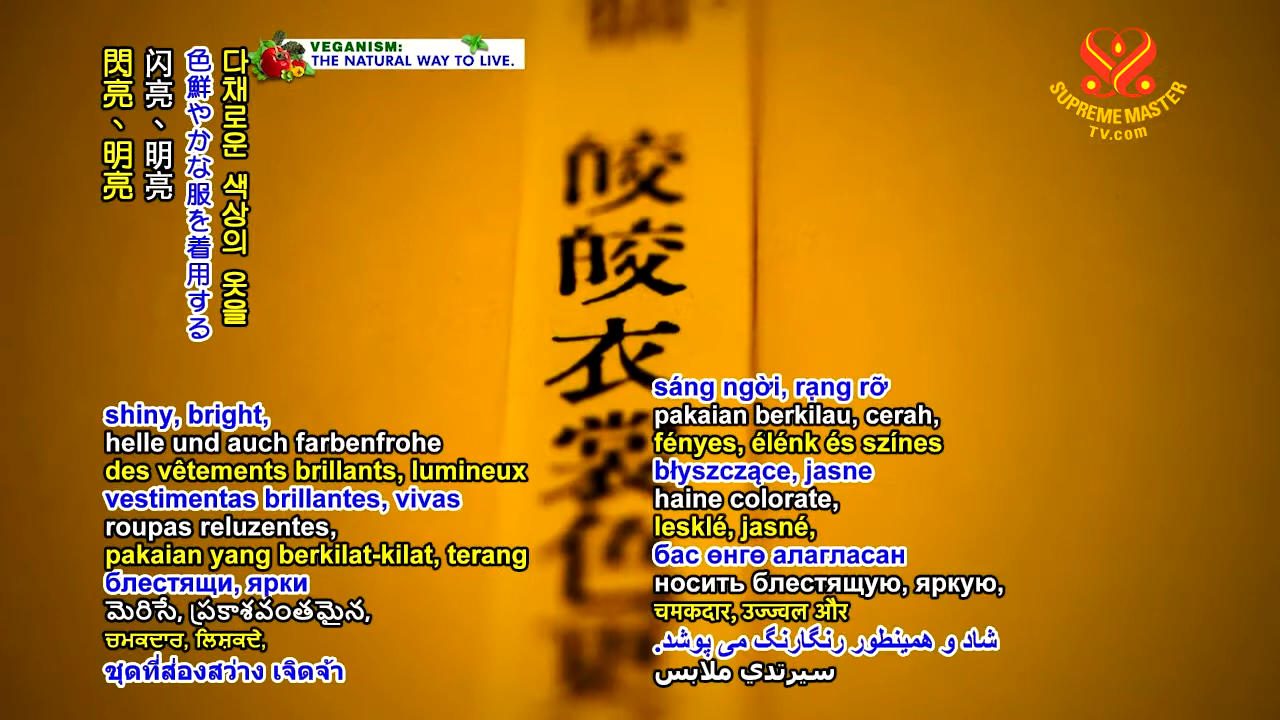 閃亮、明亮
闪亮、明亮
色鮮やかな服を着用する
다채로운 색상의 옷을
VEGANISM:
THE NATURAL WAY TO LIVE.
SUPREME MASTER
TV.com
皎皎衣裳色
shiny, bright,
helle und auch farbenfrohe
des vêtements brillants, lumineux
vestimentas brillantes, vivas
roupas reluzentes,
pakaian yang berkilat-kilat, terang
блестящи, ярки
మెరిసే, ప్రకాశవంతమైన,
ਚਮਕਦਾਰ, ਲਿਸ਼ਕਦੇ,
ชุดที่ส่องสว่าง เจิดจ้า
sáng ngời, rạng rỡ
pakaian berkilau, cerah,
fényes, élénk és színes
błyszczące, jasne
haine colorate,
lesklé, jasné,
бас өнгө алагласан
носить блестящую, яркую,
चमकदार, उज्ज्वल और
شاد و همینطور رنگارنگ می پوشد.
سيرتدي ملابس